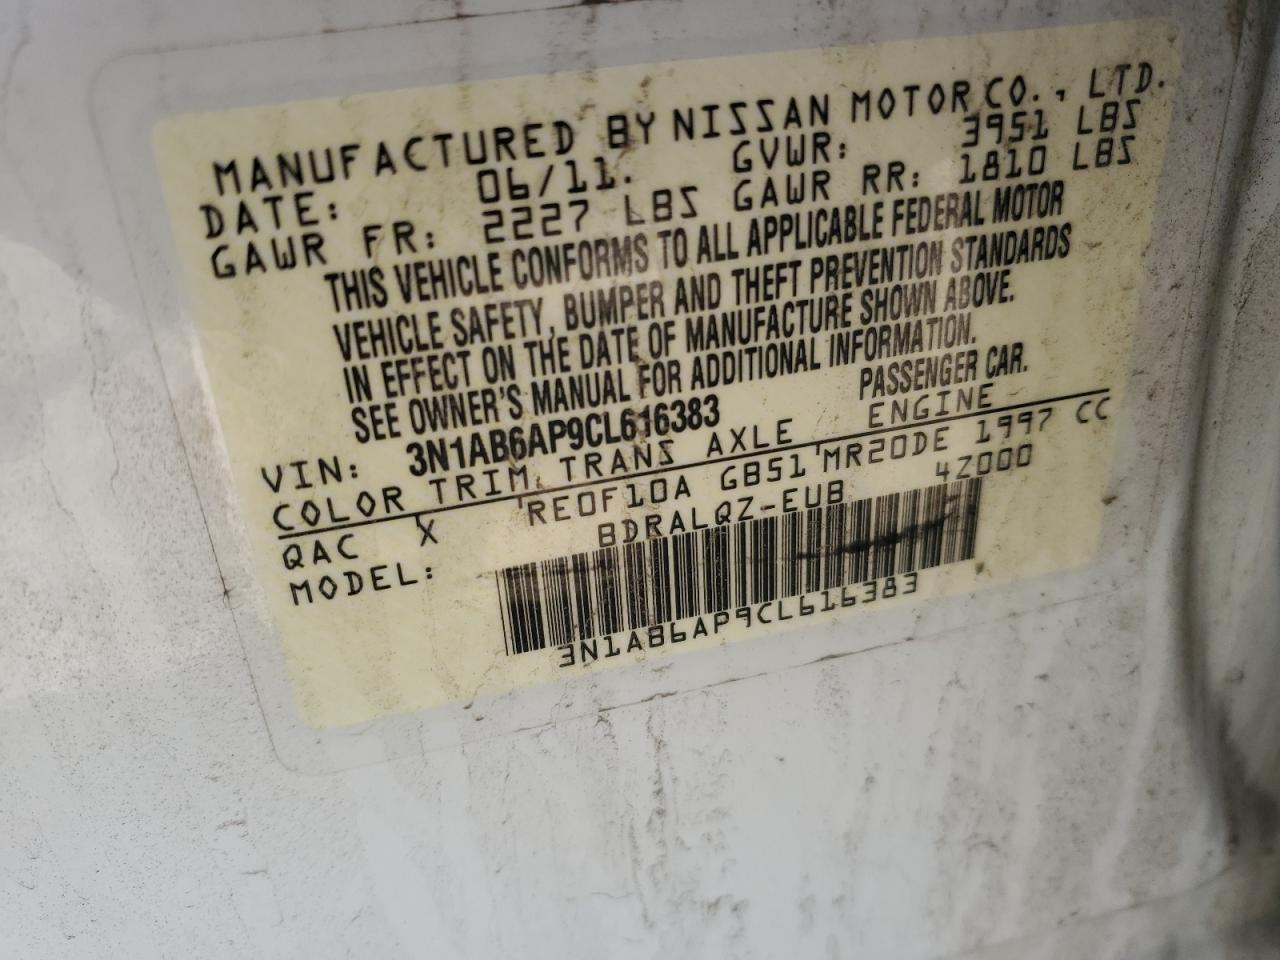 MANUFACTURED BY NISSAN MOTOR CO., LTD.
DATE: 06/11. GVWR: 3951 LBS
GAWR FR: 2227 LBS GAWR RR: 1810 LBS
THIS VEHICLE CONFORMS TO ALL APPLICABLE FEDERAL MOTOR
VEHICLE SAFETY, BUMPER AND THEFT PREVENTION STANDARDS
IN EFFECT ON THE DATE OF MANUFACTURE SHOWN ABOVE.
SEE OWNER'S MANUAL FOR ADDITIONAL INFORMATION.
VIN: 3N1AB6AP9CL616383 PASSENGER CAR.
COLOR TRIM TRANS AXLE ENGINE
QAC X RE0F10A GB51 MR20DE 1997 CC
MODEL: BDRALQZ-EUB 4Z000
3N1AB6AP9CL616383